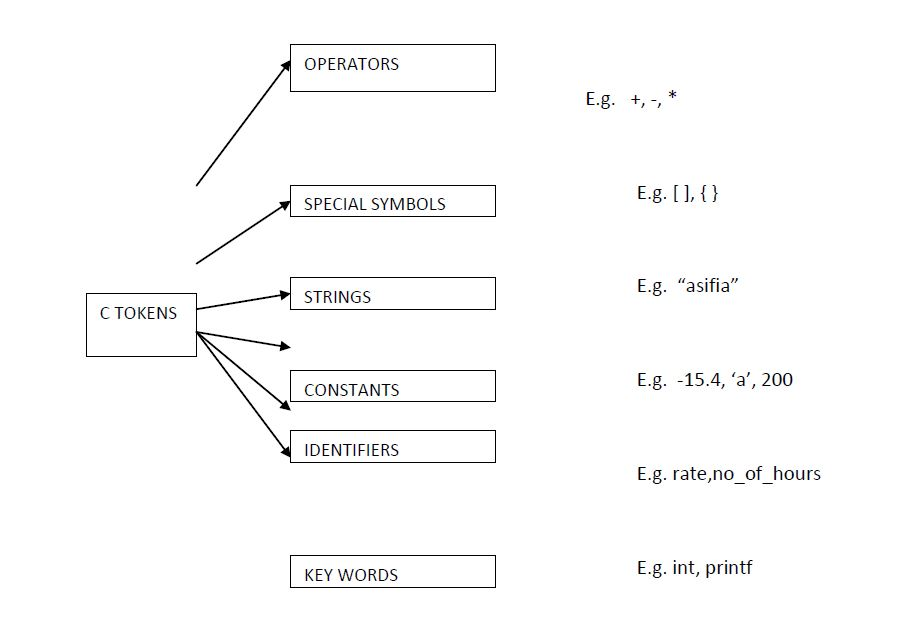 OPERATORS
E.g.   +, -, *
SPECIAL SYMBOLS
E.g. [ ], { }
STRINGS
E.g.  “asifia”
C TOKENS
CONSTANTS
E.g.  -15.4, ‘a’, 200
IDENTIFIERS
E.g. rate,no_of_hours
KEY WORDS
E.g. int, printf